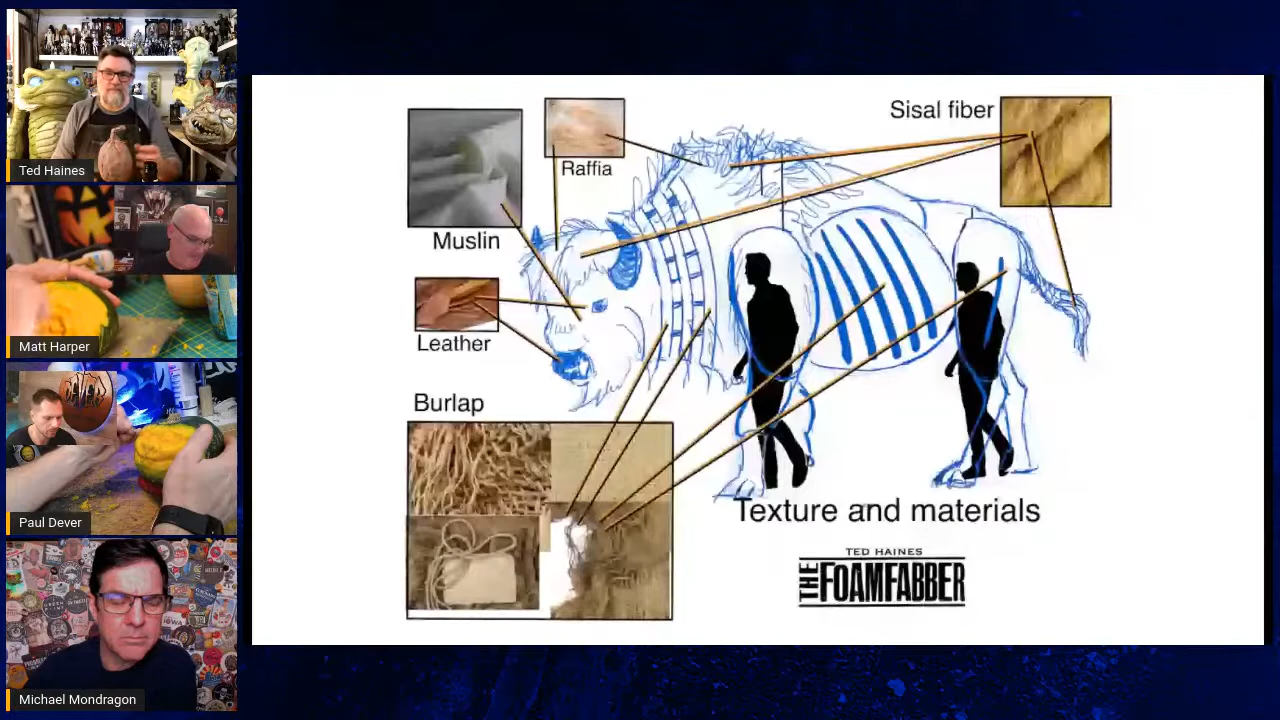 Ted Haines
Matt Harper
Paul Dever
Michael Mondragon
Muslin
Raffia
Sisal fiber
Leather
Burlap
Texture and materials
TED HAINES
THE FOAMFABBER